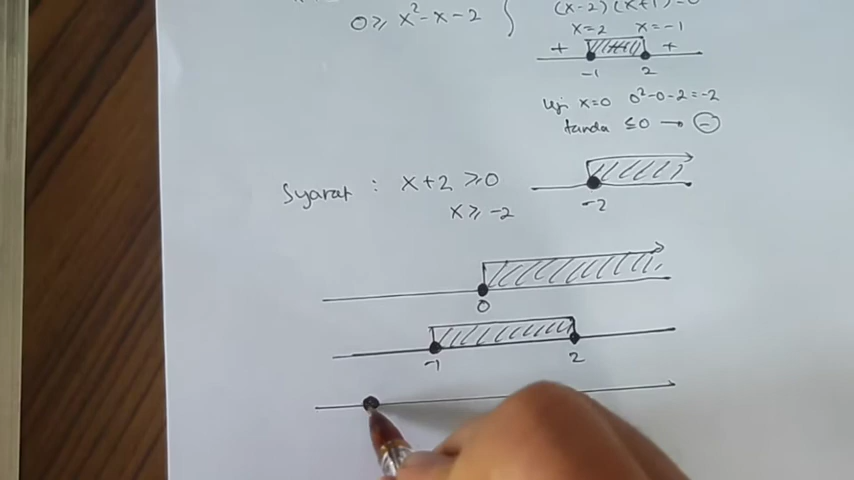 0 ≥ x²-x-2
(x-2)(x+1)=0
x=2 x=-1
+ +++ +
-1 2
Uji x=0 0²-0-2=-2
tanda ≤0 → (-)
Syarat : x+2 ≥0
x ≥ -2
-2
0
-1 2